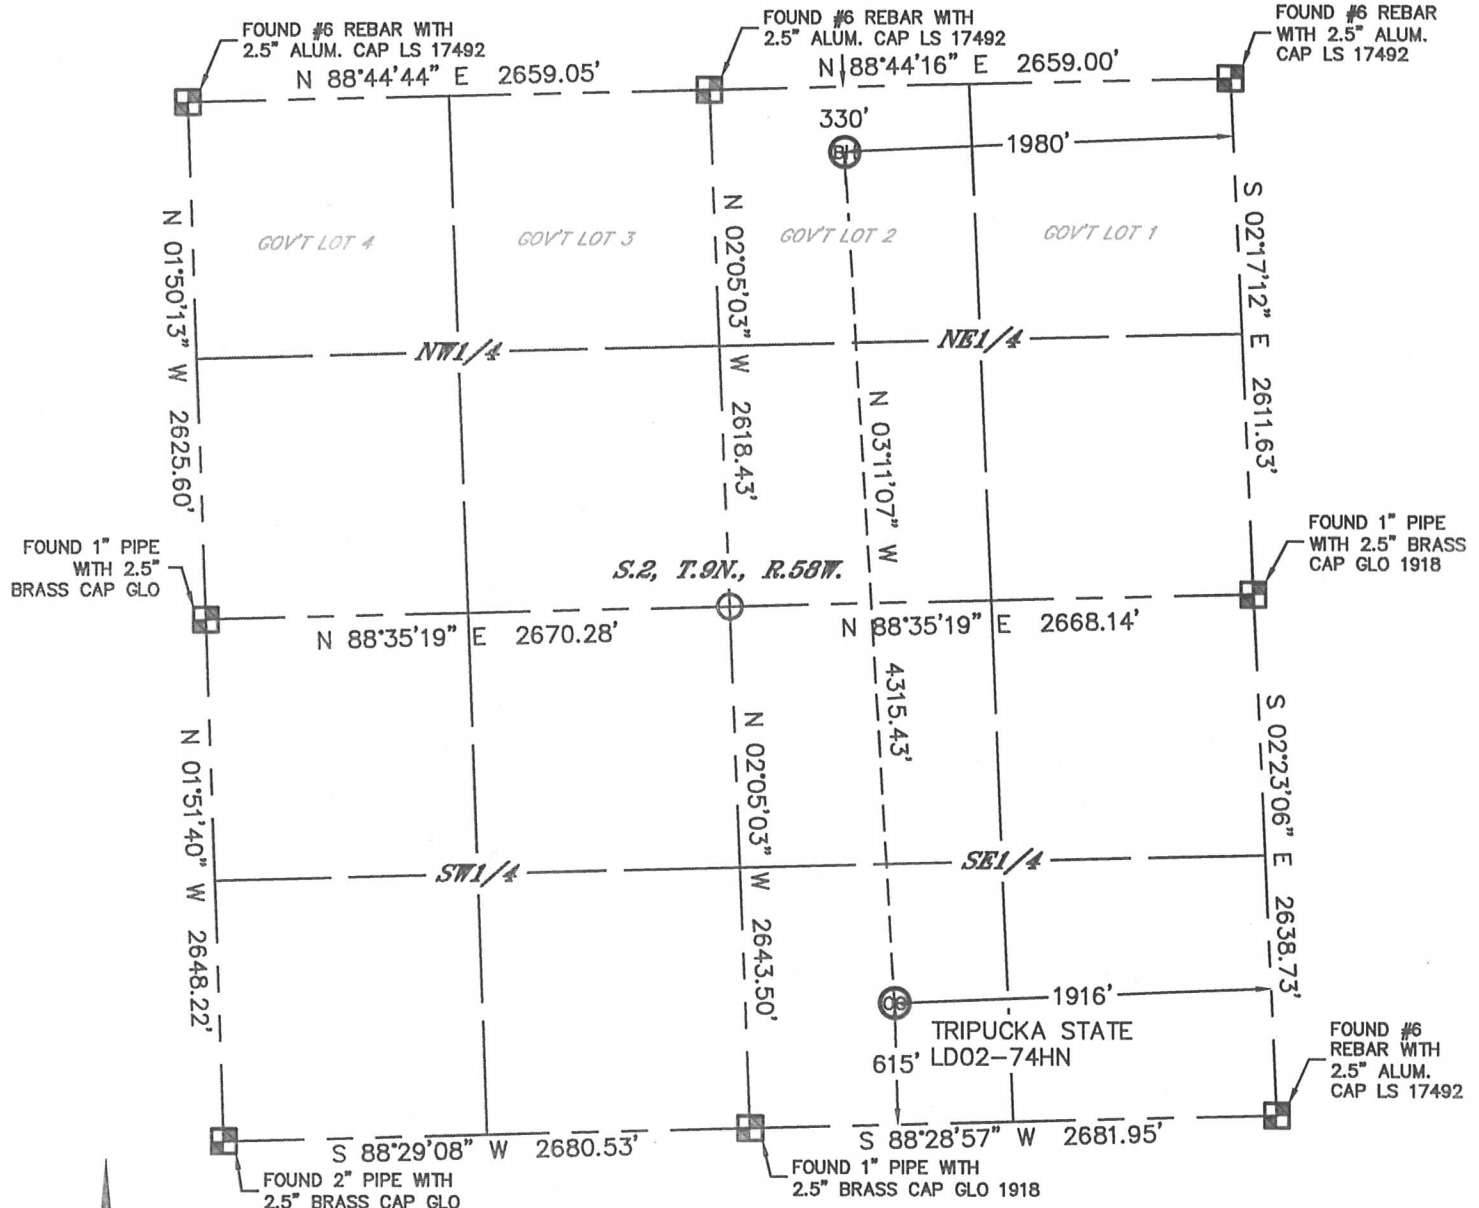 FOUND #6 REBAR WITH
2.5" ALUM. CAP LS 17492
FOUND #6 REBAR WITH
2.5" ALUM. CAP LS 17492
FOUND #6 REBAR
WITH 2.5" ALUM.
CAP LS 17492
N 88°44'44" E 2659.05'
N 88°44'16" E 2659.00'
330'
BH
1980'
N 01°50'13" W 2625.60'
GOV'T LOT 4
GOV'T LOT 3
N 02°05'03" W 2618.43'
GOV'T LOT 2
GOV'T LOT 1
S 02°17'12" E 2611.63'
NW1/4
NE1/4
N 03°11'07" W 4315.43'
FOUND 1" PIPE
WITH 2.5"
BRASS CAP GLO
S.2, T.9N., R.58W.
FOUND 1" PIPE
WITH 2.5" BRASS
CAP GLO 1918
N 88°35'19" E 2670.28'
N 88°35'19" E 2668.14'
N 01°51'40" W 2648.22'
N 02°05'03" W 2643.50'
S 02°23'06" E 2638.73'
SW1/4
SE1/4
1916'
TRIPUCKA STATE
LD02-74HN
615'
FOUND #6
REBAR WITH
2.5" ALUM.
CAP LS 17492
S 88°29'08" W 2680.53'
S 88°28'57" W 2681.95'
FOUND 2" PIPE WITH
2.5" BRASS CAP GLO
FOUND 1" PIPE WITH
2.5" BRASS CAP GLO 1918